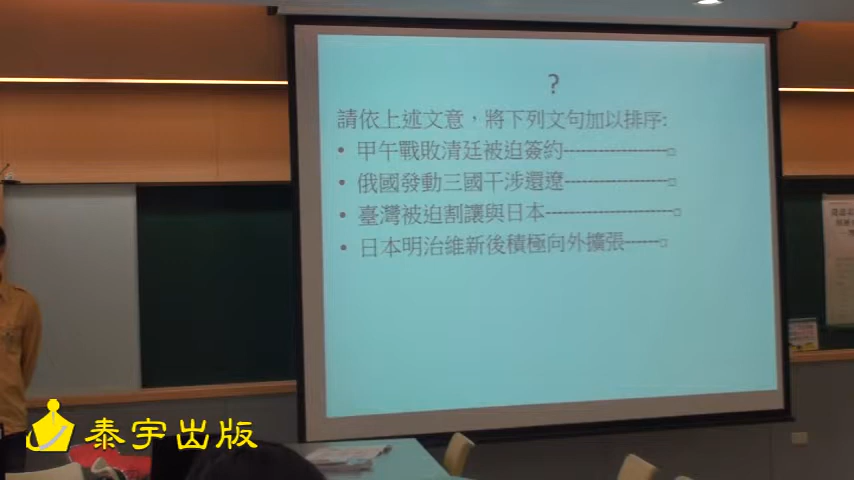 ?
請依上述文意，將下列文句加以排序:
• 甲午戰敗清廷被迫簽約------------------□
• 俄國發動三國干涉還遼------------------□
• 臺灣被迫割讓與日本----------------------□
• 日本明治維新後積極向外擴張------□
泰宇出版